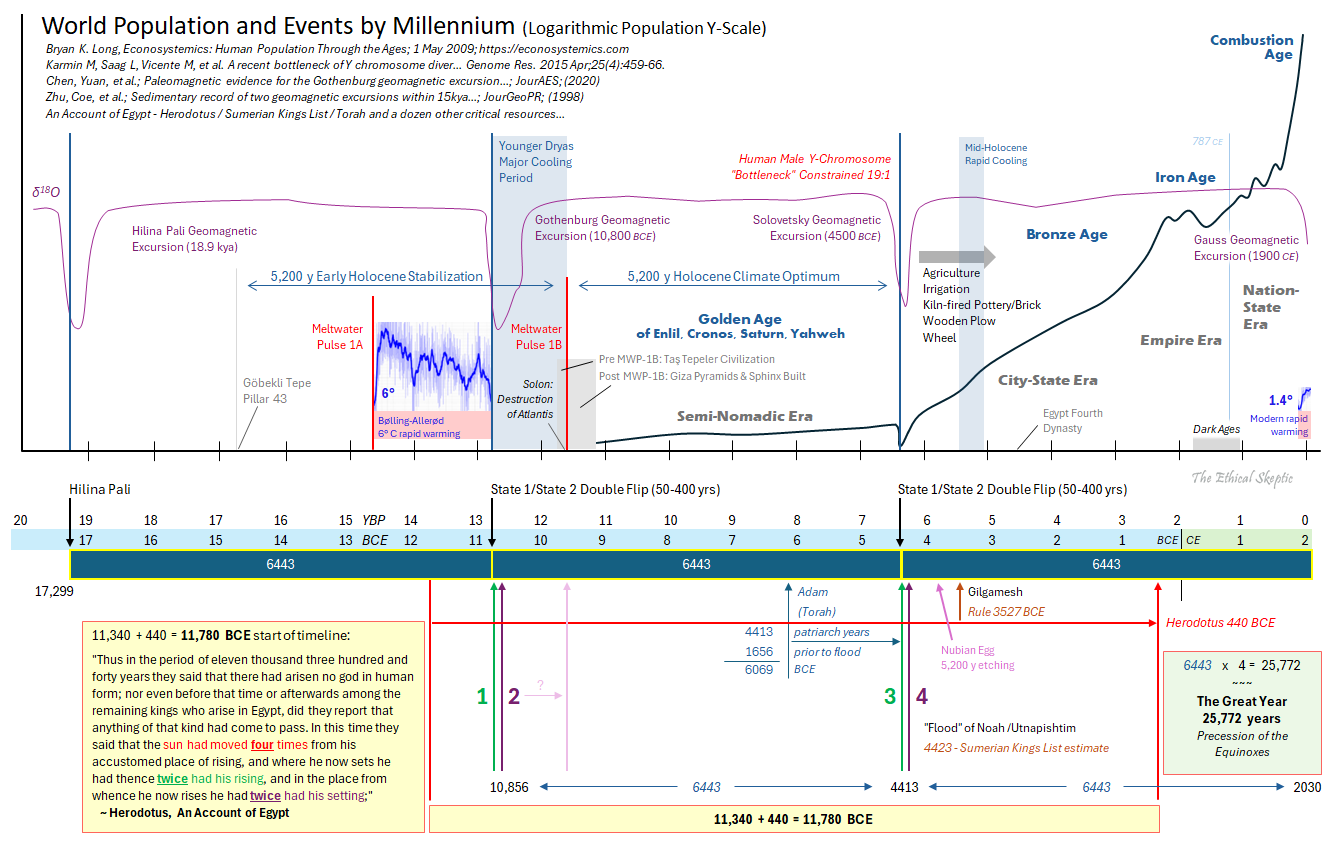 World Population and Events by Millennium (Logarithmic Population Y-Scale)
Bryan K. Long, Econosystemics: Human Population Through the Ages; 1 May 2009; https://econosystemics.com
Karmin M, Saag L, Vicente M, et al. A recent bottleneck of Y chromosome diver... Genome Res. 2015 Apr;25(4):459-66.
Chen, Yuan, et al.; Paleomagnetic evidence for the Gothenburg geomagnetic excursion...; JourAES; (2020)
Zhu, Coe, et al.; Sedimentary record of two geomagnetic excursions within 15kya...; JourGeoPR; (1998)
An Account of Egypt - Herodotus / Sumerian Kings List / Torah and a dozen other critical resources...
Combustion
Age
Younger Dryas
Major Cooling
Period
Human Male Y-Chromosome
"Bottleneck" Constrained 19:1
Mid-Holocene
Rapid Cooling
787 CE
Iron Age
δ18O
Hilina Pali Geomagnetic
Excursion (18.9 kya)
Gothenburg Geomagnetic
Excursion (10,800 BCE)
Solovetsky Geomagnetic
Excursion (4500 BCE)
Bronze Age
Gauss Geomagnetic
Excursion (1900 CE)
5,200 y Early Holocene Stabilization
5,200 y Holocene Climate Optimum
Agriculture
Irrigation
Kiln-fired Pottery/Brick
Wooden Plow
Wheel
Nation-
State
Era
Meltwater
Pulse 1A
Meltwater
Pulse 1B
Golden Age
of Enlil, Cronos, Saturn, Yahweh
Empire Era
Pre MWP-1B: Taş Tepeler Civilization
Post MWP-1B: Giza Pyramids & Sphinx Built
Göbekli Tepe
Pillar 43
6°
Solon:
Destruction
of Atlantis
City-State Era
1.4°
Bølling-Allerød
6° C rapid warming
Semi-Nomadic Era
Egypt Fourth
Dynasty
Dark Ages
Modern rapid
warming
The Ethical Skeptic
Hilina Pali
State 1/State 2 Double Flip (50-400 yrs)
State 1/State 2 Double Flip (50-400 yrs)
20 19 18 17 16 15 YBP 14 13 12 11 10 9 8 7 6 5 4 3 2 1 0
17 16 15 14 13 BCE 12 11 10 9 8 7 6 5 4 3 2 1 BCE CE 1 2
6443 6443 6443
17,299
Adam
(Torah)
4413 patriarch years
1656 prior to flood
6069 BCE
Gilgamesh
Rule 3527 BCE
Herodotus 440 BCE
Nubian Egg
5,200 y etching
11,340 + 440 = 11,780 BCE start of timeline:
"Thus in the period of eleven thousand three hundred and
forty years they said that there had arisen no god in human
form; nor even before that time or afterwards among the
remaining kings who arise in Egypt, did they report that
anything of that kind had come to pass. In this time they
said that the sun had moved four times from his
accustomed place of rising, and where he now sets he
had thence twice had his rising, and in the place from
whence he now rises he had twice had his setting;"
~ Herodotus, An Account of Egypt
1 2 ? 3 4
6443 x 4 = 25,772
~~~
The Great Year
25,772 years
Precession of the
Equinoxes
"Flood" of Noah /Utnapishtim
4423 - Sumerian Kings List estimate
10,856 6443 4413 6443 2030
11,340 + 440 = 11,780 BCE